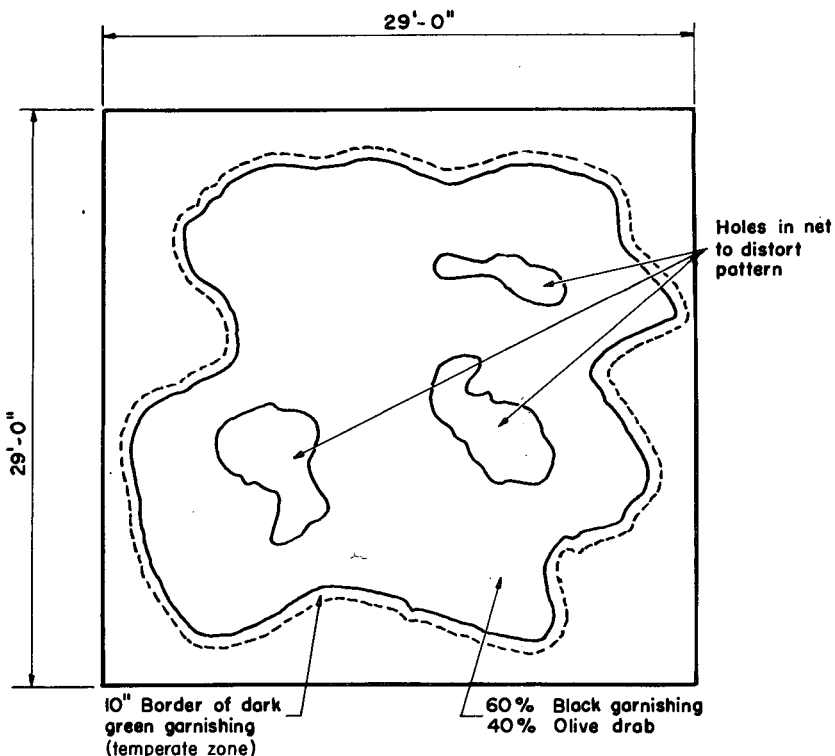 29'-0"
Holes in net
to distort
pattern
29'-0"
10" Border of dark
green garnishing
(temperate zone)
60% Black garnishing
40% Olive drab